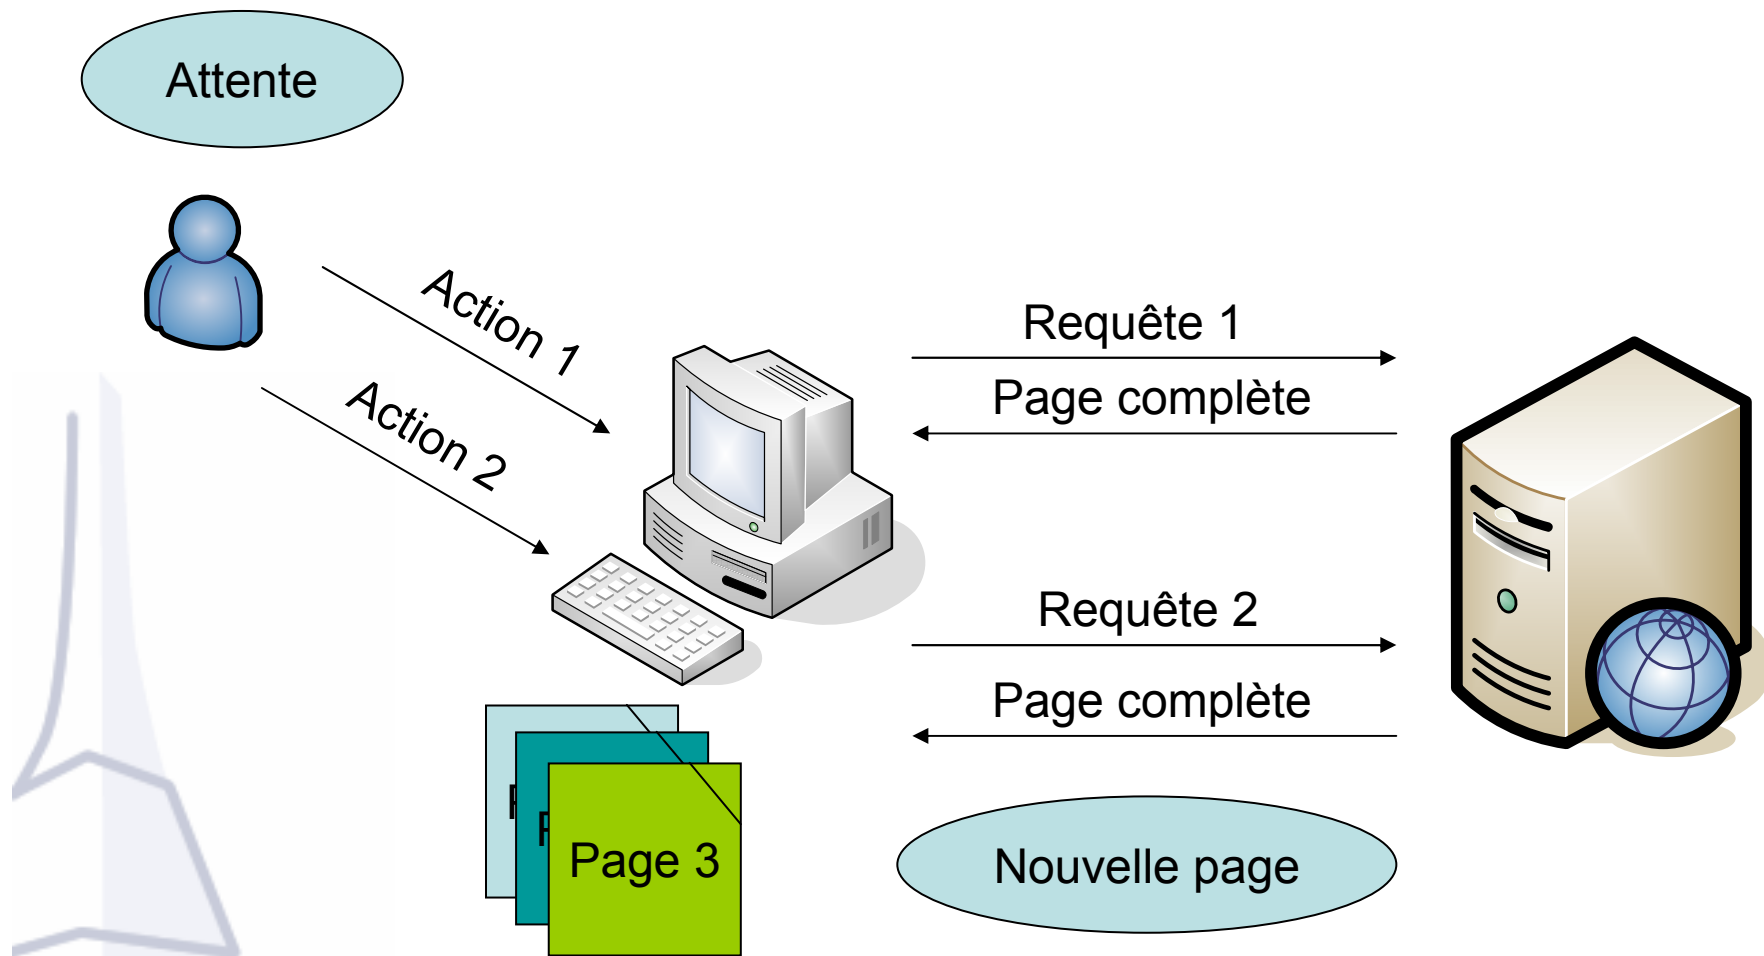 Attente
Action 1
Action 2
Requête 1
Page complète
Requête 2
Page complète
Page 3
Nouvelle page